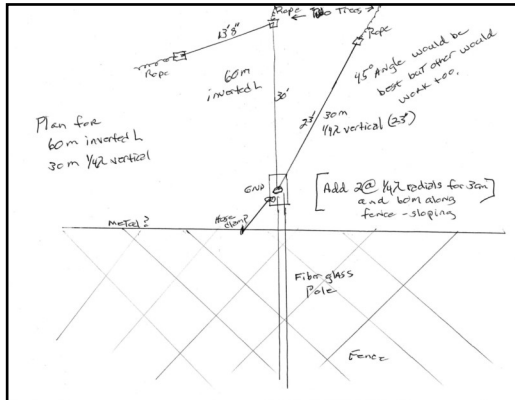 Rope
Trees
13' 8"
Rope
Rope
60m
inverted L
45° Angle would be
best but other would
work too.
Plan for
60m inverted L
30m 1/4λ vertical
30'
23' 30m
1/4λ vertical (23')
GND
[Add 2@ 1/4λ radials for 30m
and 60m along
fence - sloping]
metal?
Hose
clamp
Fiberglass
Pole
Fence